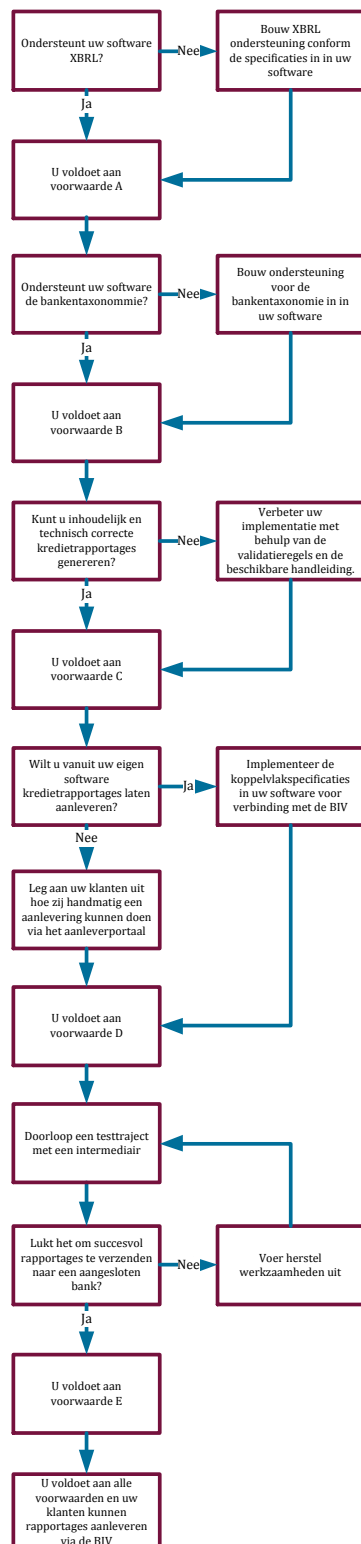 Ondersteunt uw software
XBRL?
Nee
Bouw XBRL
ondersteuning conform
de specificaties in in uw
software
Ja
U voldoet aan
voorwaarde A
Ondersteunt uw software
de bankentaxonommie?
Nee
Bouw ondersteuning
voor de
bankentaxonomie in in
uw software
Ja
U voldoet aan
voorwaarde B
Kunt u inhoudelijk en
technisch correcte
kredietrapportages
genereren?
Nee
Verbeter uw
implementatie met
behulp van de
validatieregels en de
beschikbare handleiding.
Ja
U voldoet aan
voorwaarde C
Wilt u vanuit uw eigen
software
kredietrapportages laten
aanleveren?
Ja
Implementeer de
koppelvlakspecificaties
in uw software voor
verbinding met de BIV
Nee
Leg aan uw klanten uit
hoe zij handmatig een
aanlevering kunnen doen
via het aanleverportaal
U voldoet aan
voorwaarde D
Doorloop een testtraject
met een intermediair
Lukt het om succesvol
rapportages te verzenden
naar een aangesloten
bank?
Nee
Voer herstel
werkzaamheden uit
Ja
U voldoet aan
voorwaarde E
U voldoet aan alle
voorwaarden en uw
klanten kunnen
rapportages aanleveren
via de BIV